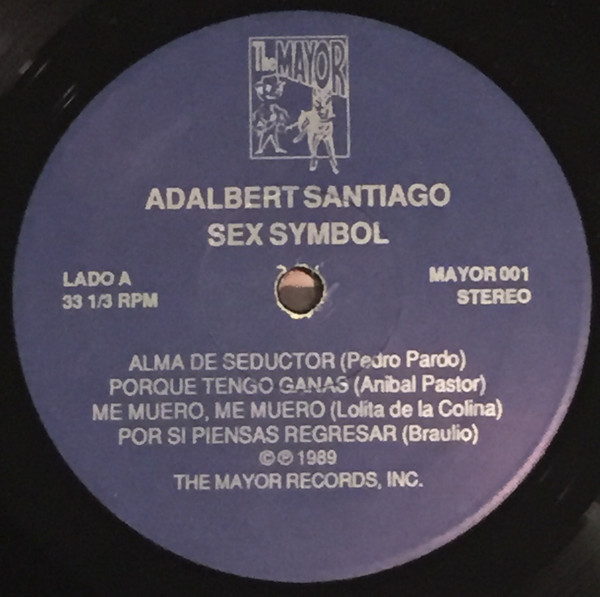 The MAYOR
ADALBERT SANTIAGO
SEX SYMBOL
LADO A
33 1/3 RPM
MAYOR 001
STEREO
ALMA DE SEDUCTOR (Pedro Pardo)
PORQUE TENGO GANAS (Anibal Pastor)
ME MUERO, ME MUERO (Lolita de la Colina)
POR SI PIENSAS REGRESAR (Braulio)
©℗ 1989
THE MAYOR RECORDS, INC.